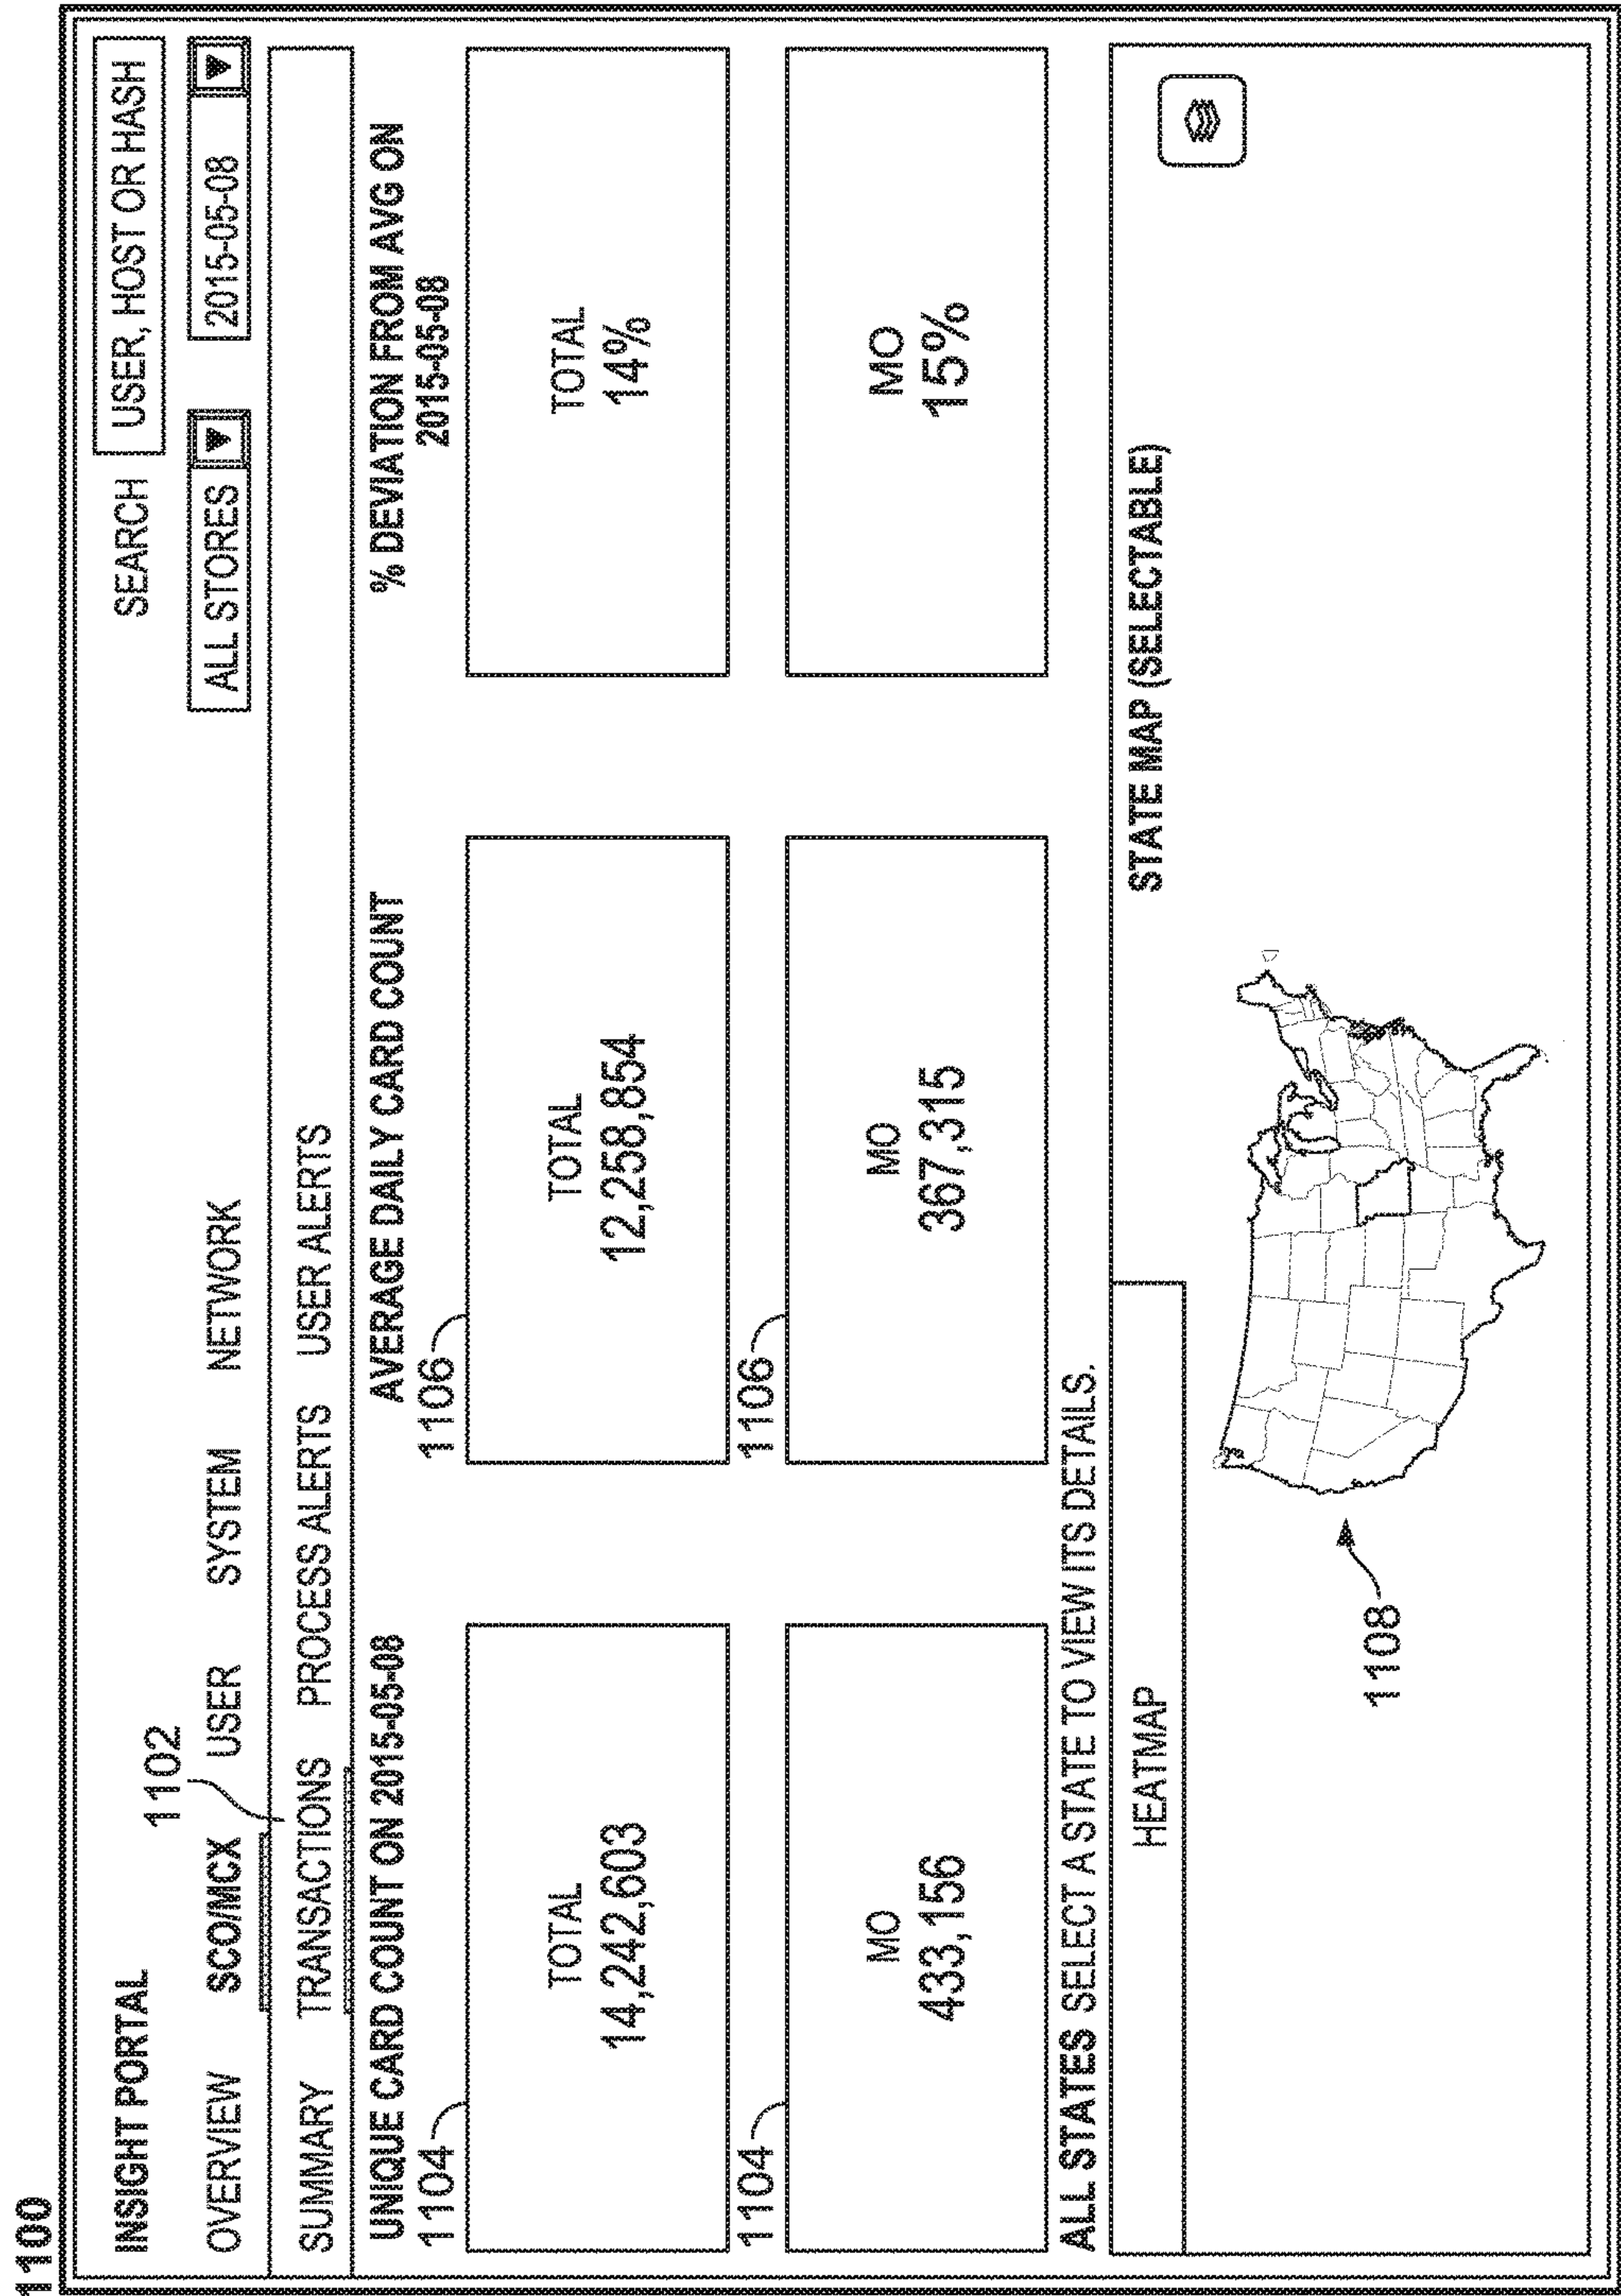 1100
INSIGHT PORTAL
SEARCH USER, HOST OR HASH
1102
OVERVIEW SCO/MCX USER SYSTEM NETWORK
ALL STORES 2015-05-08
SUMMARY TRANSACTIONS PROCESS ALERTS USER ALERTS
UNIQUE CARD COUNT ON 2015-05-08
AVERAGE DAILY CARD COUNT
% DEVIATION FROM AVG ON
2015-05-08
1104
1106
TOTAL
14,242,603
TOTAL
12,258,854
TOTAL
14%
1104
1106
MO
433,156
MO
367,315
MO
15%
ALL STATES SELECT A STATE TO VIEW ITS DETAILS.
HEATMAP
STATE MAP (SELECTABLE)
1108